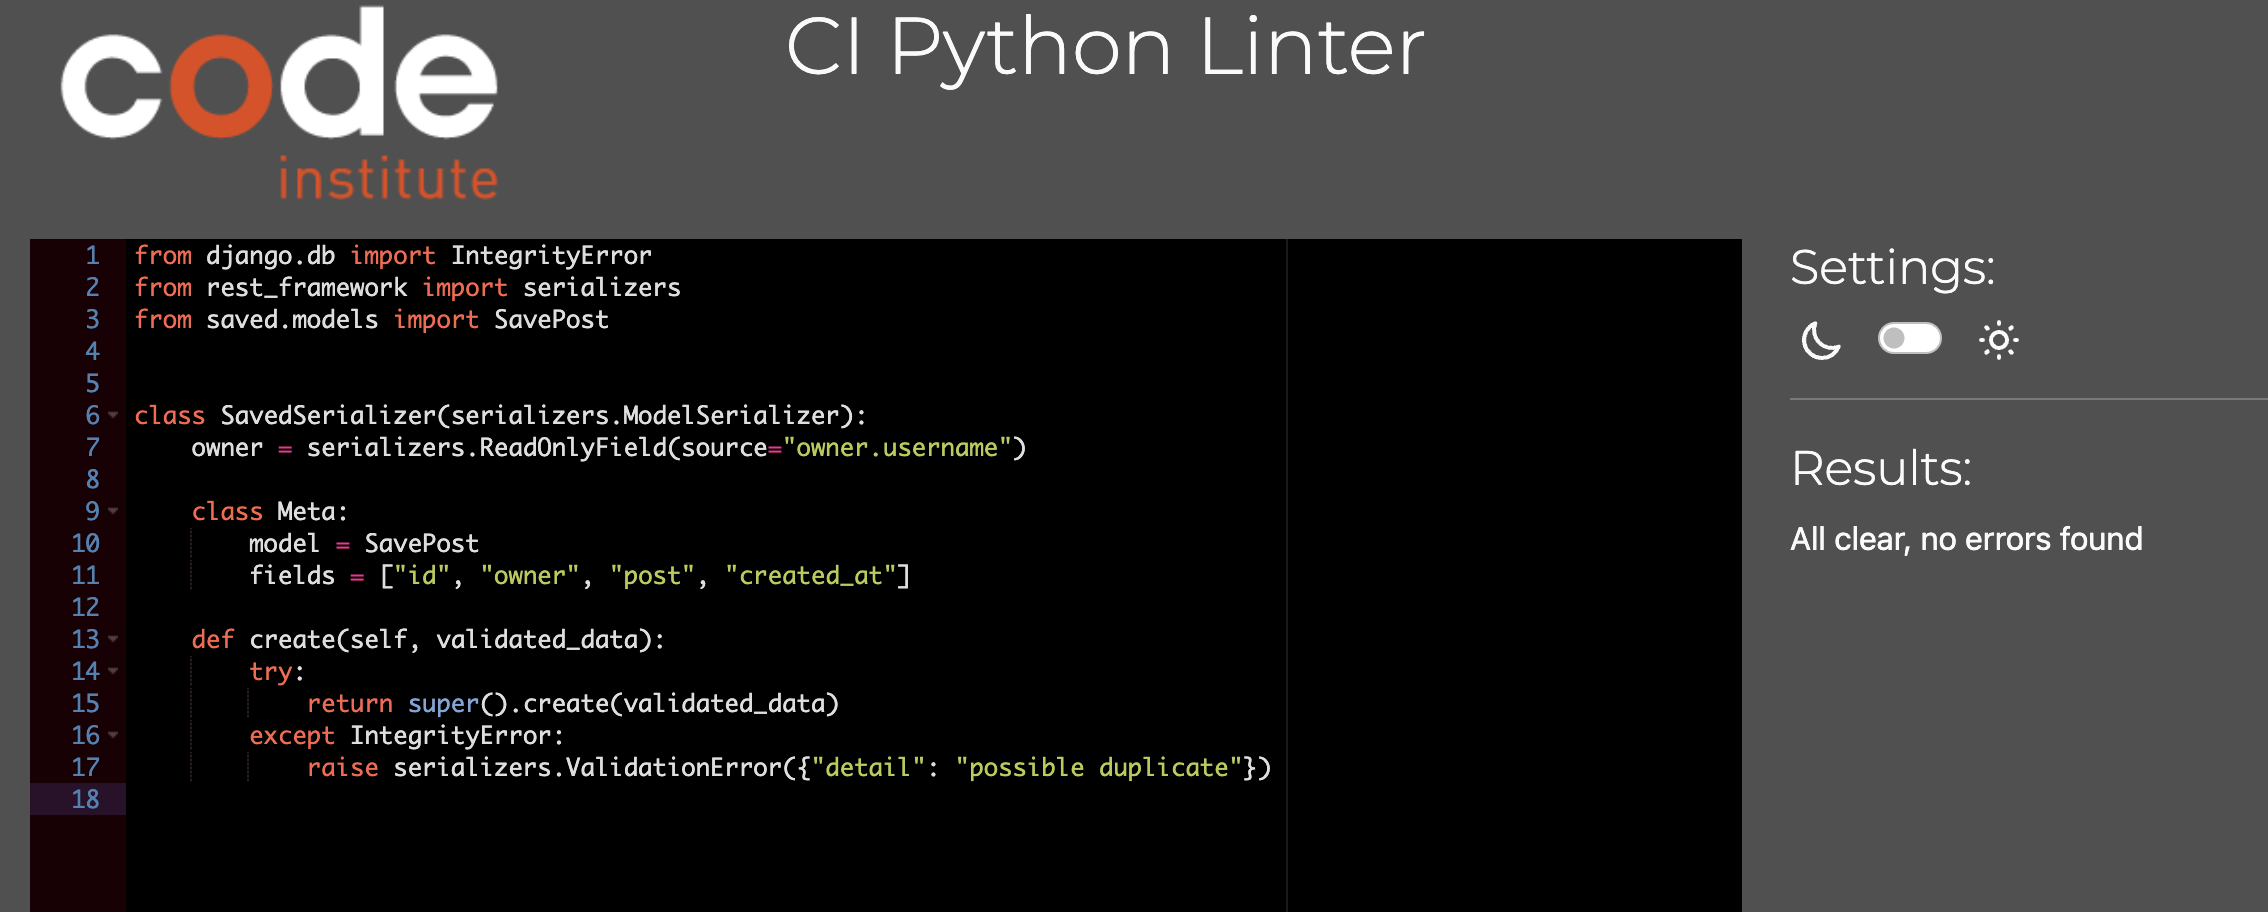 code
institute
CI Python Linter
1 from django.db import IntegrityError
2 from rest_framework import serializers
3 from saved.models import SavePost
4
5
6 class SavedSerializer(serializers.ModelSerializer):
7     owner = serializers.ReadOnlyField(source="owner.username")
8
9     class Meta:
10         model = SavePost
11         fields = ["id", "owner", "post", "created_at"]
12
13     def create(self, validated_data):
14         try:
15             return super().create(validated_data)
16         except IntegrityError:
17             raise serializers.ValidationError({"detail": "possible duplicate"})
18
Settings:
Results:
All clear, no errors found